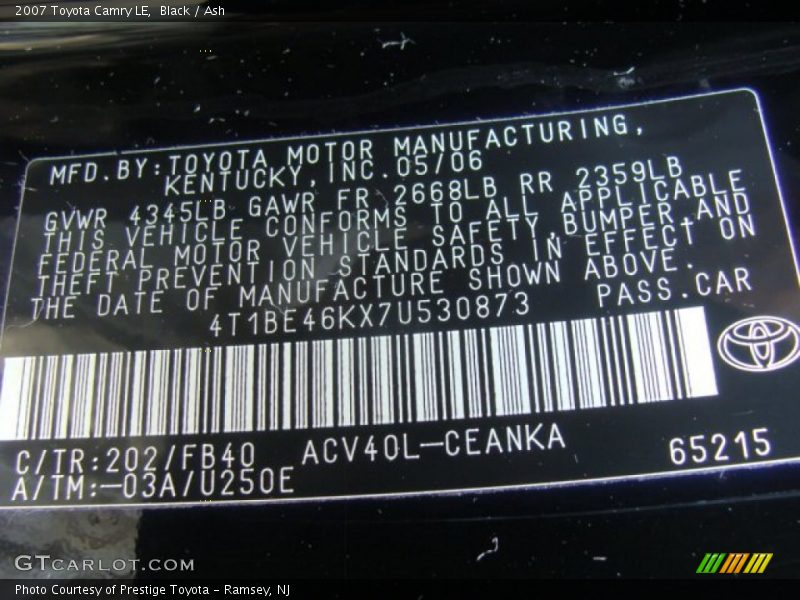 2007 Toyota Camry LE,  Black / Ash
MFD.BY:TOYOTA MOTOR MANUFACTURING,
KENTUCKY,INC.05/06
GVWR 4345LB GAWR FR 2668LB RR 2359LB
THIS VEHICLE CONFORMS TO ALL APPLICABLE
FEDERAL MOTOR VEHICLE SAFETY,BUMPER,AND
THEFT PREVENTION STANDARDS IN EFFECT ON
THE DATE OF MANUFACTURE SHOWN ABOVE.
4T1BE46KX7U530873 PASS.CAR
C/TR:202/FB40 ACV40L-CEANKA 65215
A/TM:-03A/U250E
GTCARLOT.COM
Photo Courtesy of Prestige Toyota - Ramsey, NJ